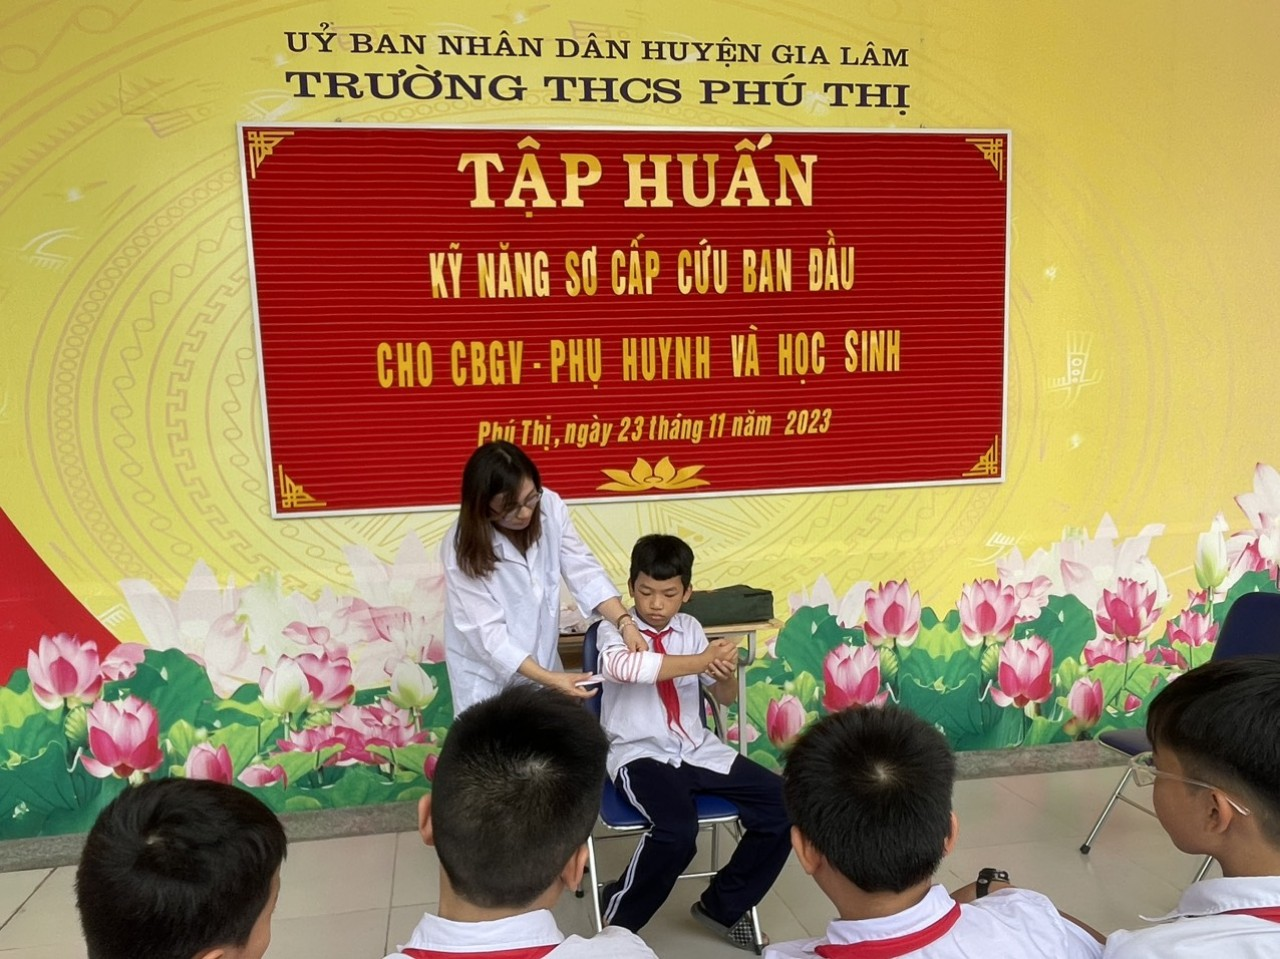 UỶ BAN NHÂN DÂN HUYỆN GIA LÂM
TRƯỜNG THCS PHÚ THỊ
TẬP HUẤN
KỸ NĂNG SƠ CẤP CỨU BAN ĐẦU
CHO CBGV - PHỤ HUYNH VÀ HỌC SINH
Phú Thị, ngày 23 tháng 11 năm 2023